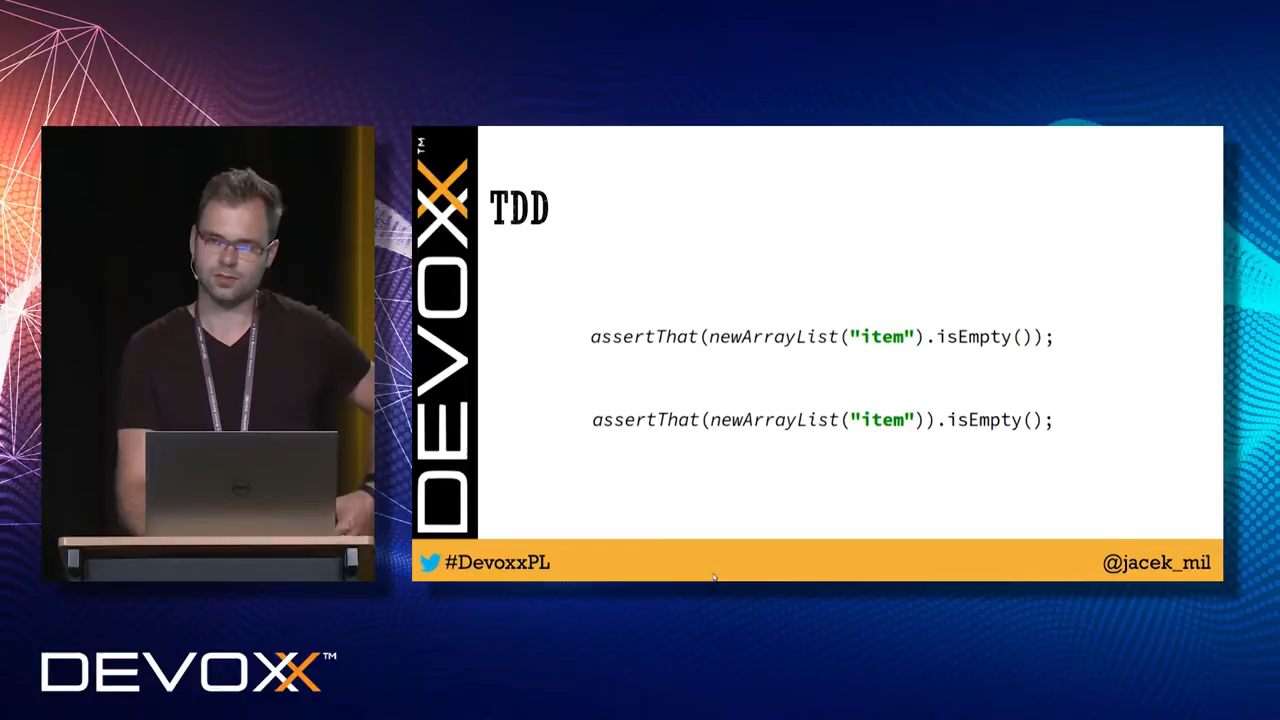 DEVOXX™
TDD
assertThat(newArrayList("item").isEmpty());
assertThat(newArrayList("item")).isEmpty();
#DevoxxPL
@jacek_mil
DEVOXX™